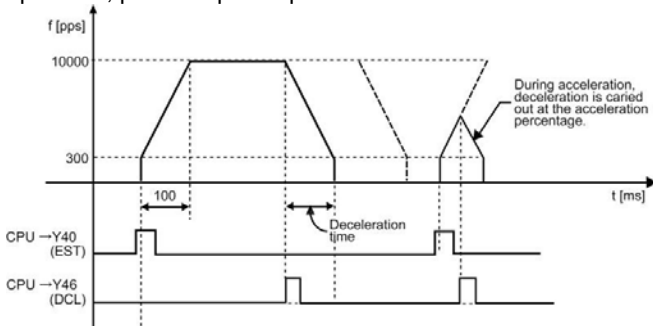 f [pps]
10000
During acceleration,
deceleration is caried
out at the acceleration
percentage.
300
t [ms]
100
Deceleration
time
CPU →Y40
(EST)
CPU →Y46
(DCL)